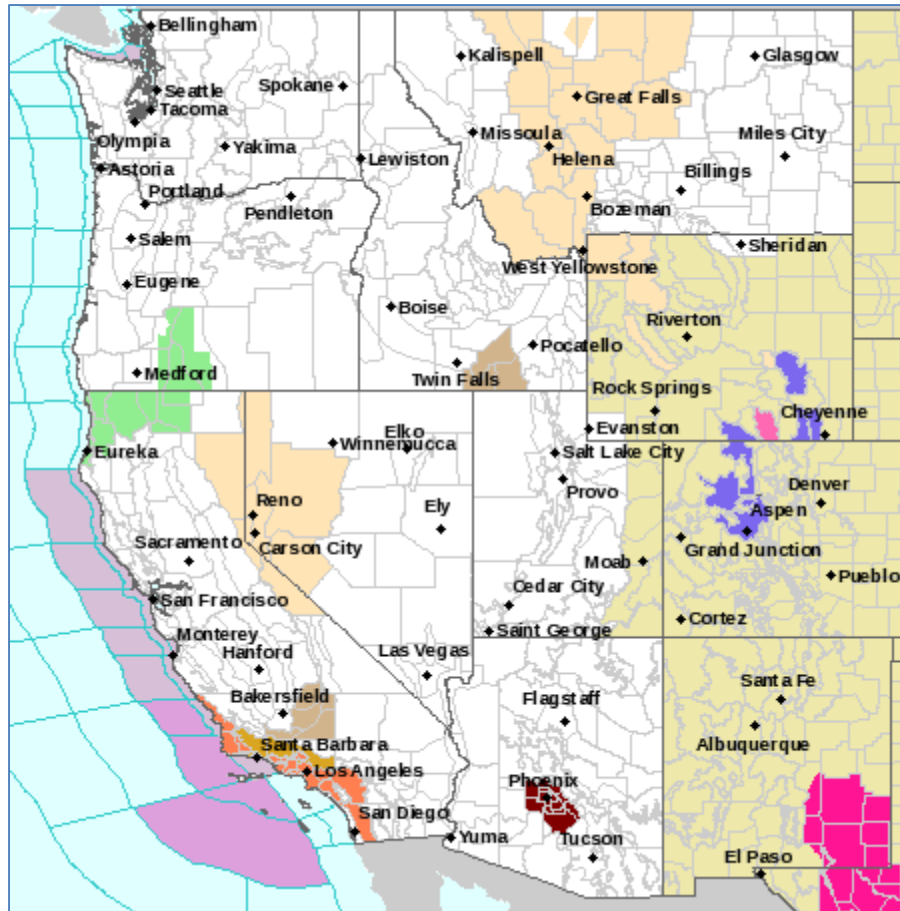 Bellingham
Kalispell
Glasgow
Spokane
Seattle
Great Falls
Tacoma
Olympia
Yakima
Missoula
Miles City
Helena
Astoria
Lewiston
Billings
Portland
Pendleton
Bozeman
Salem
Sheridan
West Yellowstone
Eugene
Boise
Riverton
Pocatello
Medford
Twin Falls
Rock Springs
Cheyenne
Elko
Evanston
Eureka
Winnemucca
Salt Lake City
Provo
Denver
Reno
Ely
Aspen
Sacramento
Carson City
Grand Junction
Moab
Pueblo
San Francisco
Cedar City
Cortez
Monterey
Saint George
Hanford
Las Vegas
Santa Fe
Bakersfield
Flagstaff
Santa Barbara
Albuquerque
Los Angeles
Phoenix
San Diego
Yuma
Tucson
El Paso